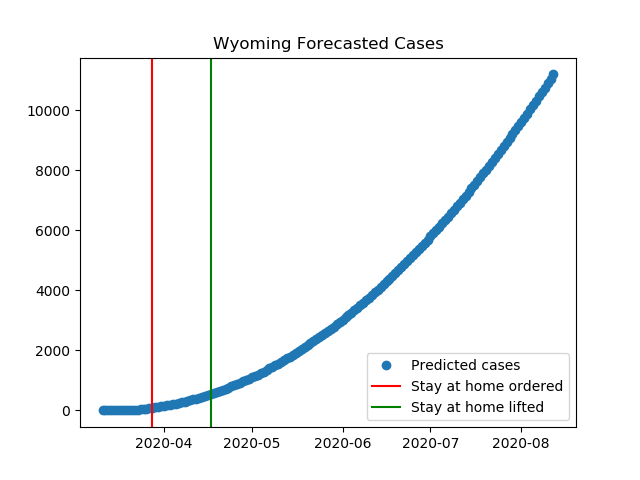 Wyoming Forecasted Cases
10000
8000
6000
4000
2000
0
Predicted cases
Stay at home ordered
Stay at home lifted
2020-04 2020-05 2020-06 2020-07 2020-08